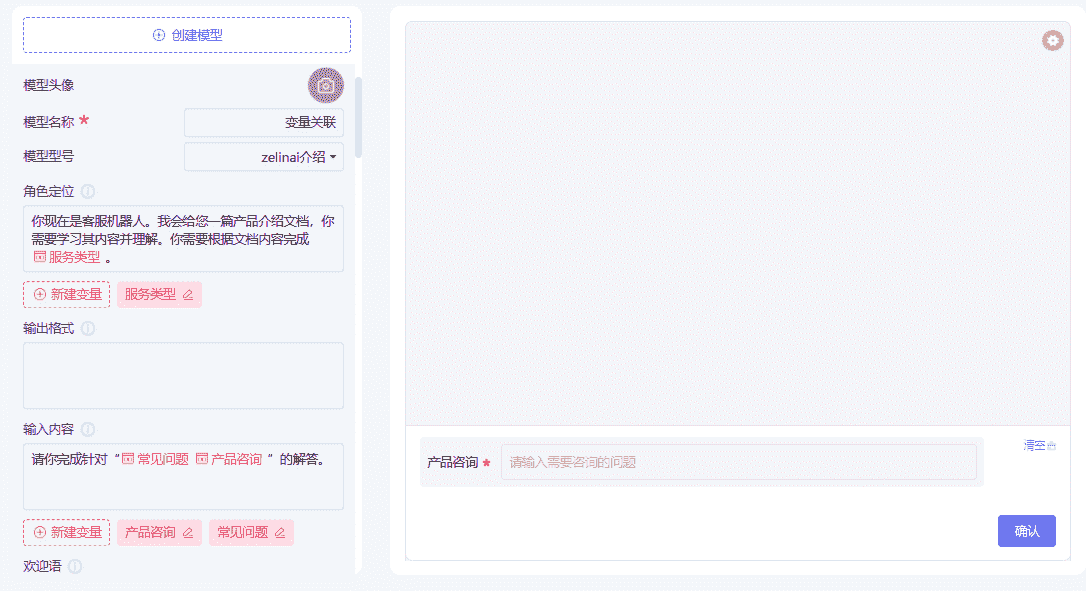 创建模型
模型头像
模型名称 *
变量关联
模型型号
zelinai介绍
角色定位
你现在是客服机器人。我会给您一篇产品介绍文档，你
需要学习其内容并理解。你需要根据文档内容完成
服务类型 。
新建变量 服务类型
输出格式
输入内容
请你完成针对“ 常见问题 产品咨询 ”的解答。
新建变量 产品咨询 常见问题
欢迎语
清空
产品咨询 * 请输入需要咨询的问题
确认